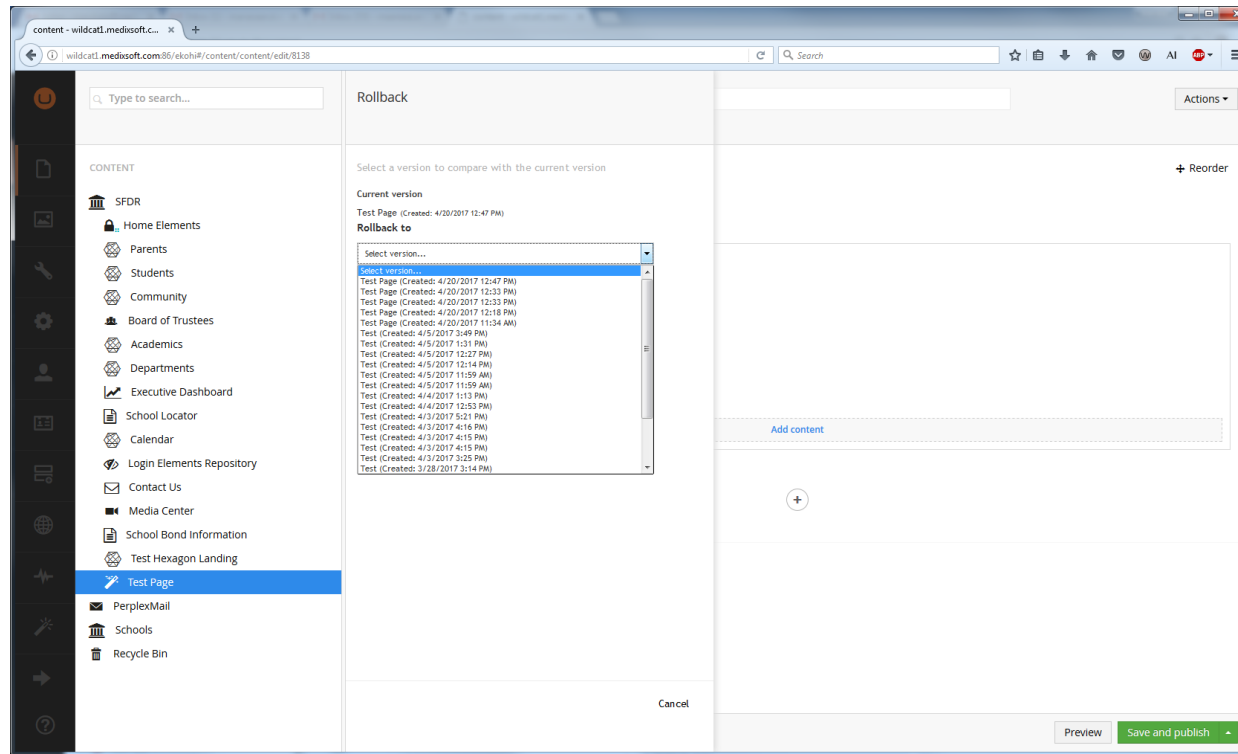 content - wildcat1.medixsoft.c...
wildcat1.medixsoft.com:86/ekohi#/content/content/edit/8138
Search
AI
ABP
Type to search...
Rollback
Actions
CONTENT
Select a version to compare with the current version
Reorder
Current version
SFDR
Test Page (Created: 4/20/2017 12:47 PM)
Home Elements
Rollback to
Parents
Select version...
Students
Select version...
Test Page (Created: 4/20/2017 12:47 PM)
Test Page (Created: 4/20/2017 12:33 PM)
Test Page (Created: 4/20/2017 12:33 PM)
Test Page (Created: 4/20/2017 12:18 PM)
Test Page (Created: 4/20/2017 11:34 AM)
Test (Created: 4/5/2017 3:49 PM)
Test (Created: 4/5/2017 1:31 PM)
Test (Created: 4/5/2017 12:27 PM)
Test (Created: 4/5/2017 12:14 PM)
Test (Created: 4/5/2017 11:59 AM)
Test (Created: 4/5/2017 11:59 AM)
Test (Created: 4/4/2017 1:13 PM)
Test (Created: 4/4/2017 12:53 PM)
Test (Created: 4/3/2017 5:21 PM)
Test (Created: 4/3/2017 4:16 PM)
Test (Created: 4/3/2017 4:15 PM)
Test (Created: 4/3/2017 4:15 PM)
Test (Created: 4/3/2017 3:25 PM)
Test (Created: 3/28/2017 3:14 PM)
Community
Board of Trustees
Academics
Departments
Executive Dashboard
School Locator
Calendar
Login Elements Repository
Contact Us
Media Center
School Bond Information
Test Hexagon Landing
Test Page
PerplexMail
Schools
Recycle Bin
Add content
Cancel
Preview
Save and publish